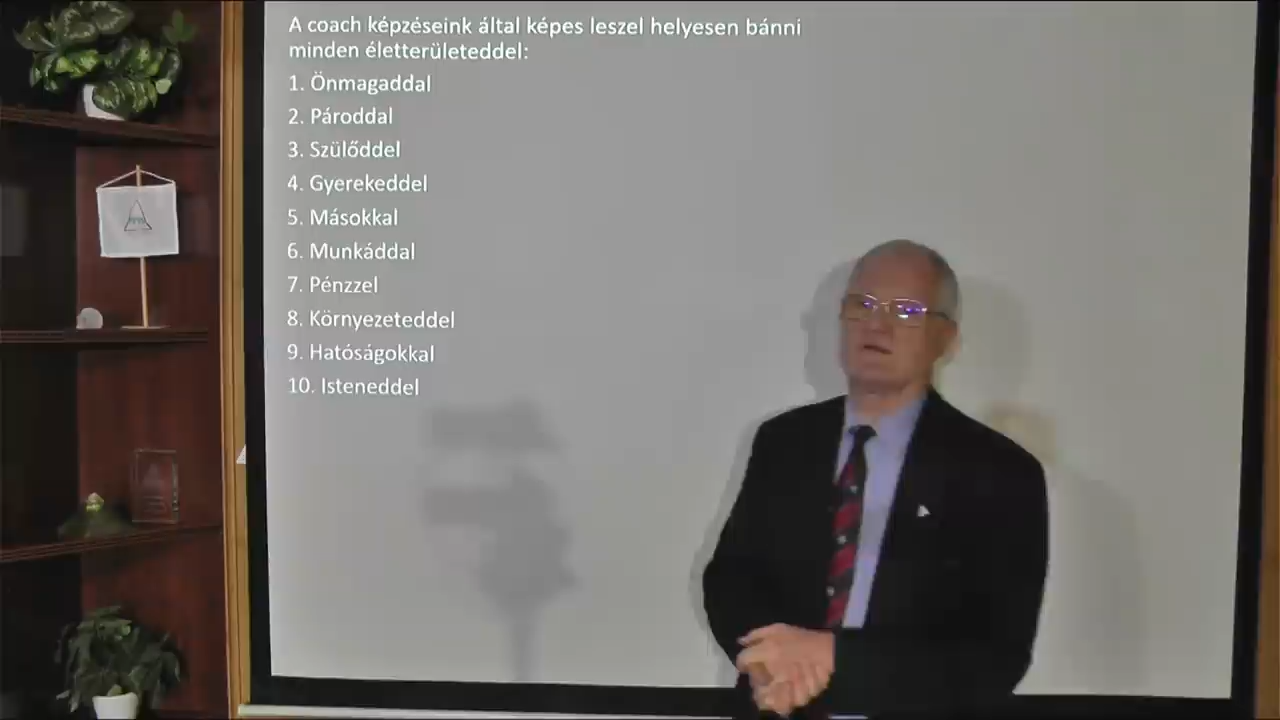 A coach képzéseink által képes leszel helyesen bánni
minden életterületeddel:
1. Önmagaddal
2. Pároddal
3. Szülőddel
4. Gyerekeddel
5. Másokkal
6. Munkáddal
7. Pénzzel
8. Környezeteddel
9. Hatóságokkal
10. Isteneddel